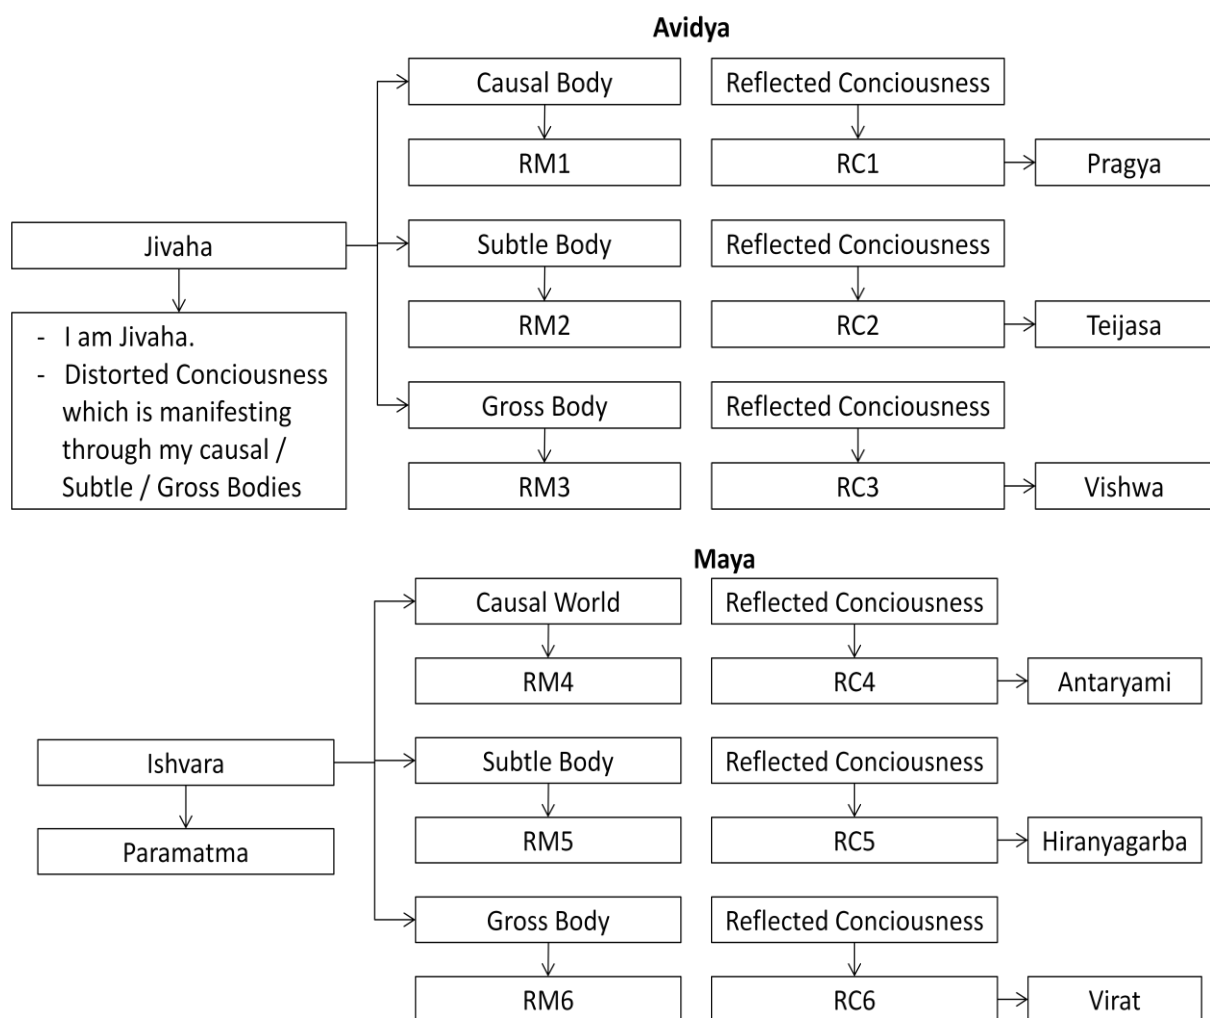 Avidya
Causal Body
Reflected Conciousness
RM1
RC1
Pragya
Jivaha
Subtle Body
Reflected Conciousness
RM2
RC2
Teijasa
- I am Jivaha.
- Distorted Conciousness
which is manifesting
through my causal /
Subtle / Gross Bodies
Gross Body
Reflected Conciousness
RM3
RC3
Vishwa
Maya
Causal World
Reflected Conciousness
RM4
RC4
Antaryami
Ishvara
Subtle Body
Reflected Conciousness
Paramatma
RM5
RC5
Hiranyagarba
Gross Body
Reflected Conciousness
RM6
RC6
Virat